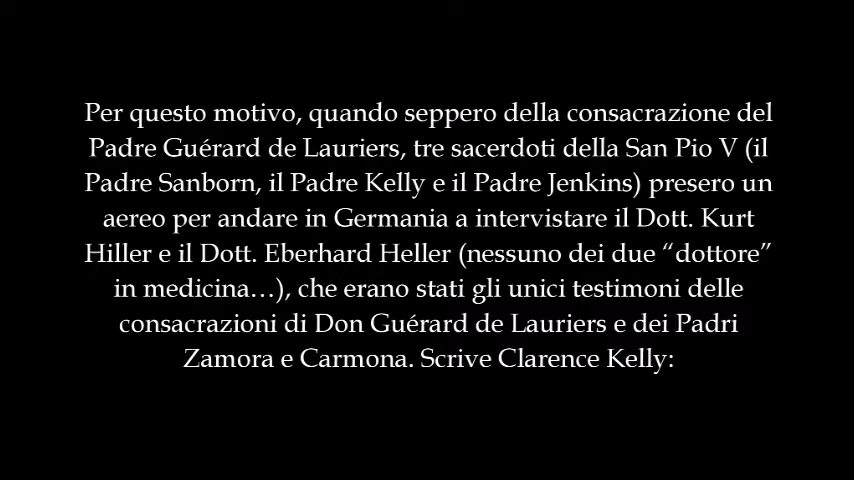 Per questo motivo, quando seppero della consacrazione del
Padre Guérard de Lauriers, tre sacerdoti della San Pio V (il
Padre Sanborn, il Padre Kelly e il Padre Jenkins) presero un
aereo per andare in Germania a intervistare il Dott. Kurt
Hiller e il Dott. Eberhard Heller (nessuno dei due “dottore”
in medicina…), che erano stati gli unici testimoni delle
consacrazioni di Don Guérard de Lauriers e dei Padri
Zamora e Carmona. Scrive Clarence Kelly: